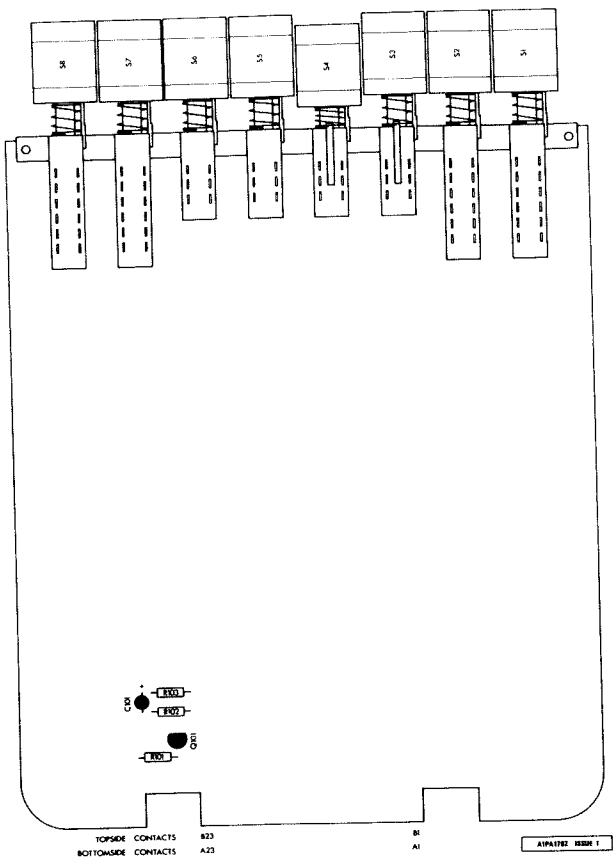 S8 S7 S6 S5 S4 S3 S2 S1
C101
+
R103
R102
Q101
R101
TOPSIDE CONTACTS B23 B1
BOTTOMSIDE CONTACTS A23 A1
A1PA1782 ISSUE 1